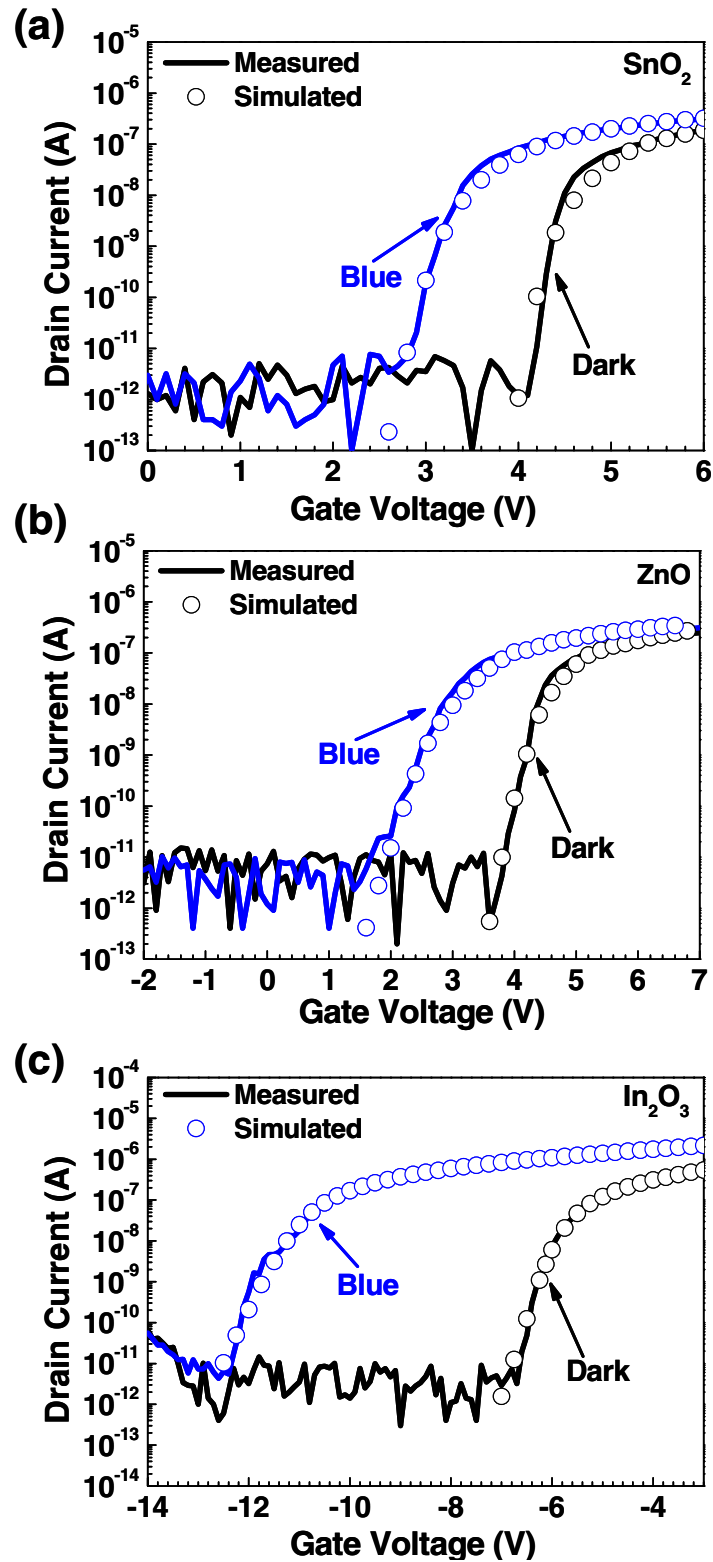 (a)
Measured
Simulated
SnO₂
Blue
Dark
Drain Current (A)
10⁻⁵
10⁻⁶
10⁻⁷
10⁻⁸
10⁻⁹
10⁻¹⁰
10⁻¹¹
10⁻¹²
10⁻¹³
0 1 2 3 4 5 6
Gate Voltage (V)
(b)
Measured
Simulated
ZnO
Blue
Dark
Drain Current (A)
10⁻⁵
10⁻⁶
10⁻⁷
10⁻⁸
10⁻⁹
10⁻¹⁰
10⁻¹¹
10⁻¹²
10⁻¹³
-2 -1 0 1 2 3 4 5 6 7
Gate Voltage (V)
(c)
Measured
Simulated
In₂O₃
Blue
Dark
Drain Current (A)
10⁻⁴
10⁻⁵
10⁻⁶
10⁻⁷
10⁻⁸
10⁻⁹
10⁻¹⁰
10⁻¹¹
10⁻¹²
10⁻¹³
10⁻¹⁴
-14 -12 -10 -8 -6 -4
Gate Voltage (V)